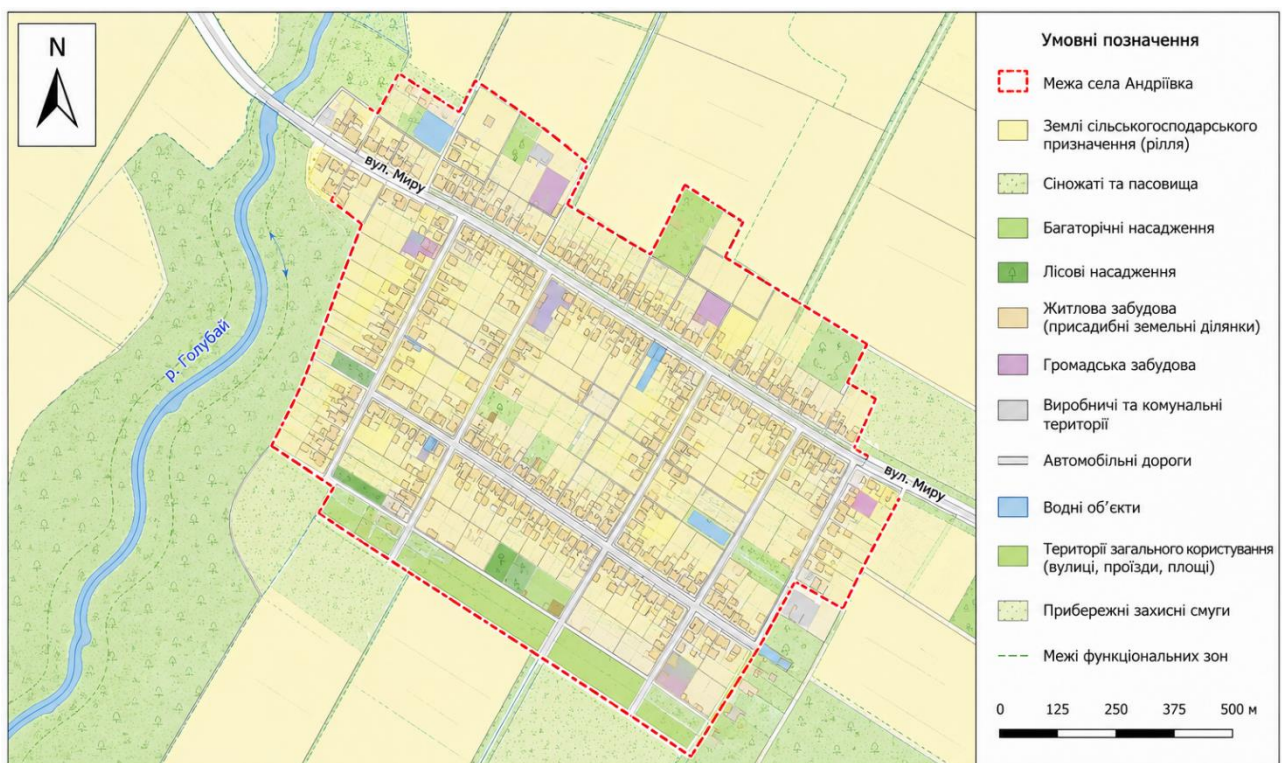 N
вул. Миру
р. Голубай
вул. Миру
Умовні позначення
Межа села Андріївка
Землі сільськогосподарського
призначення (рілля)
Сіножаті та пасовища
Багаторічні насадження
Лісові насадження
Житлова забудова
(присадибні земельні ділянки)
Громадська забудова
Виробничі та комунальні
території
Автомобільні дороги
Водні об’єкти
Території загального користування
(вулиці, проїзди, площі)
Прибережні захисні смуги
Межі функціональних зон
0 125 250 375 500 м